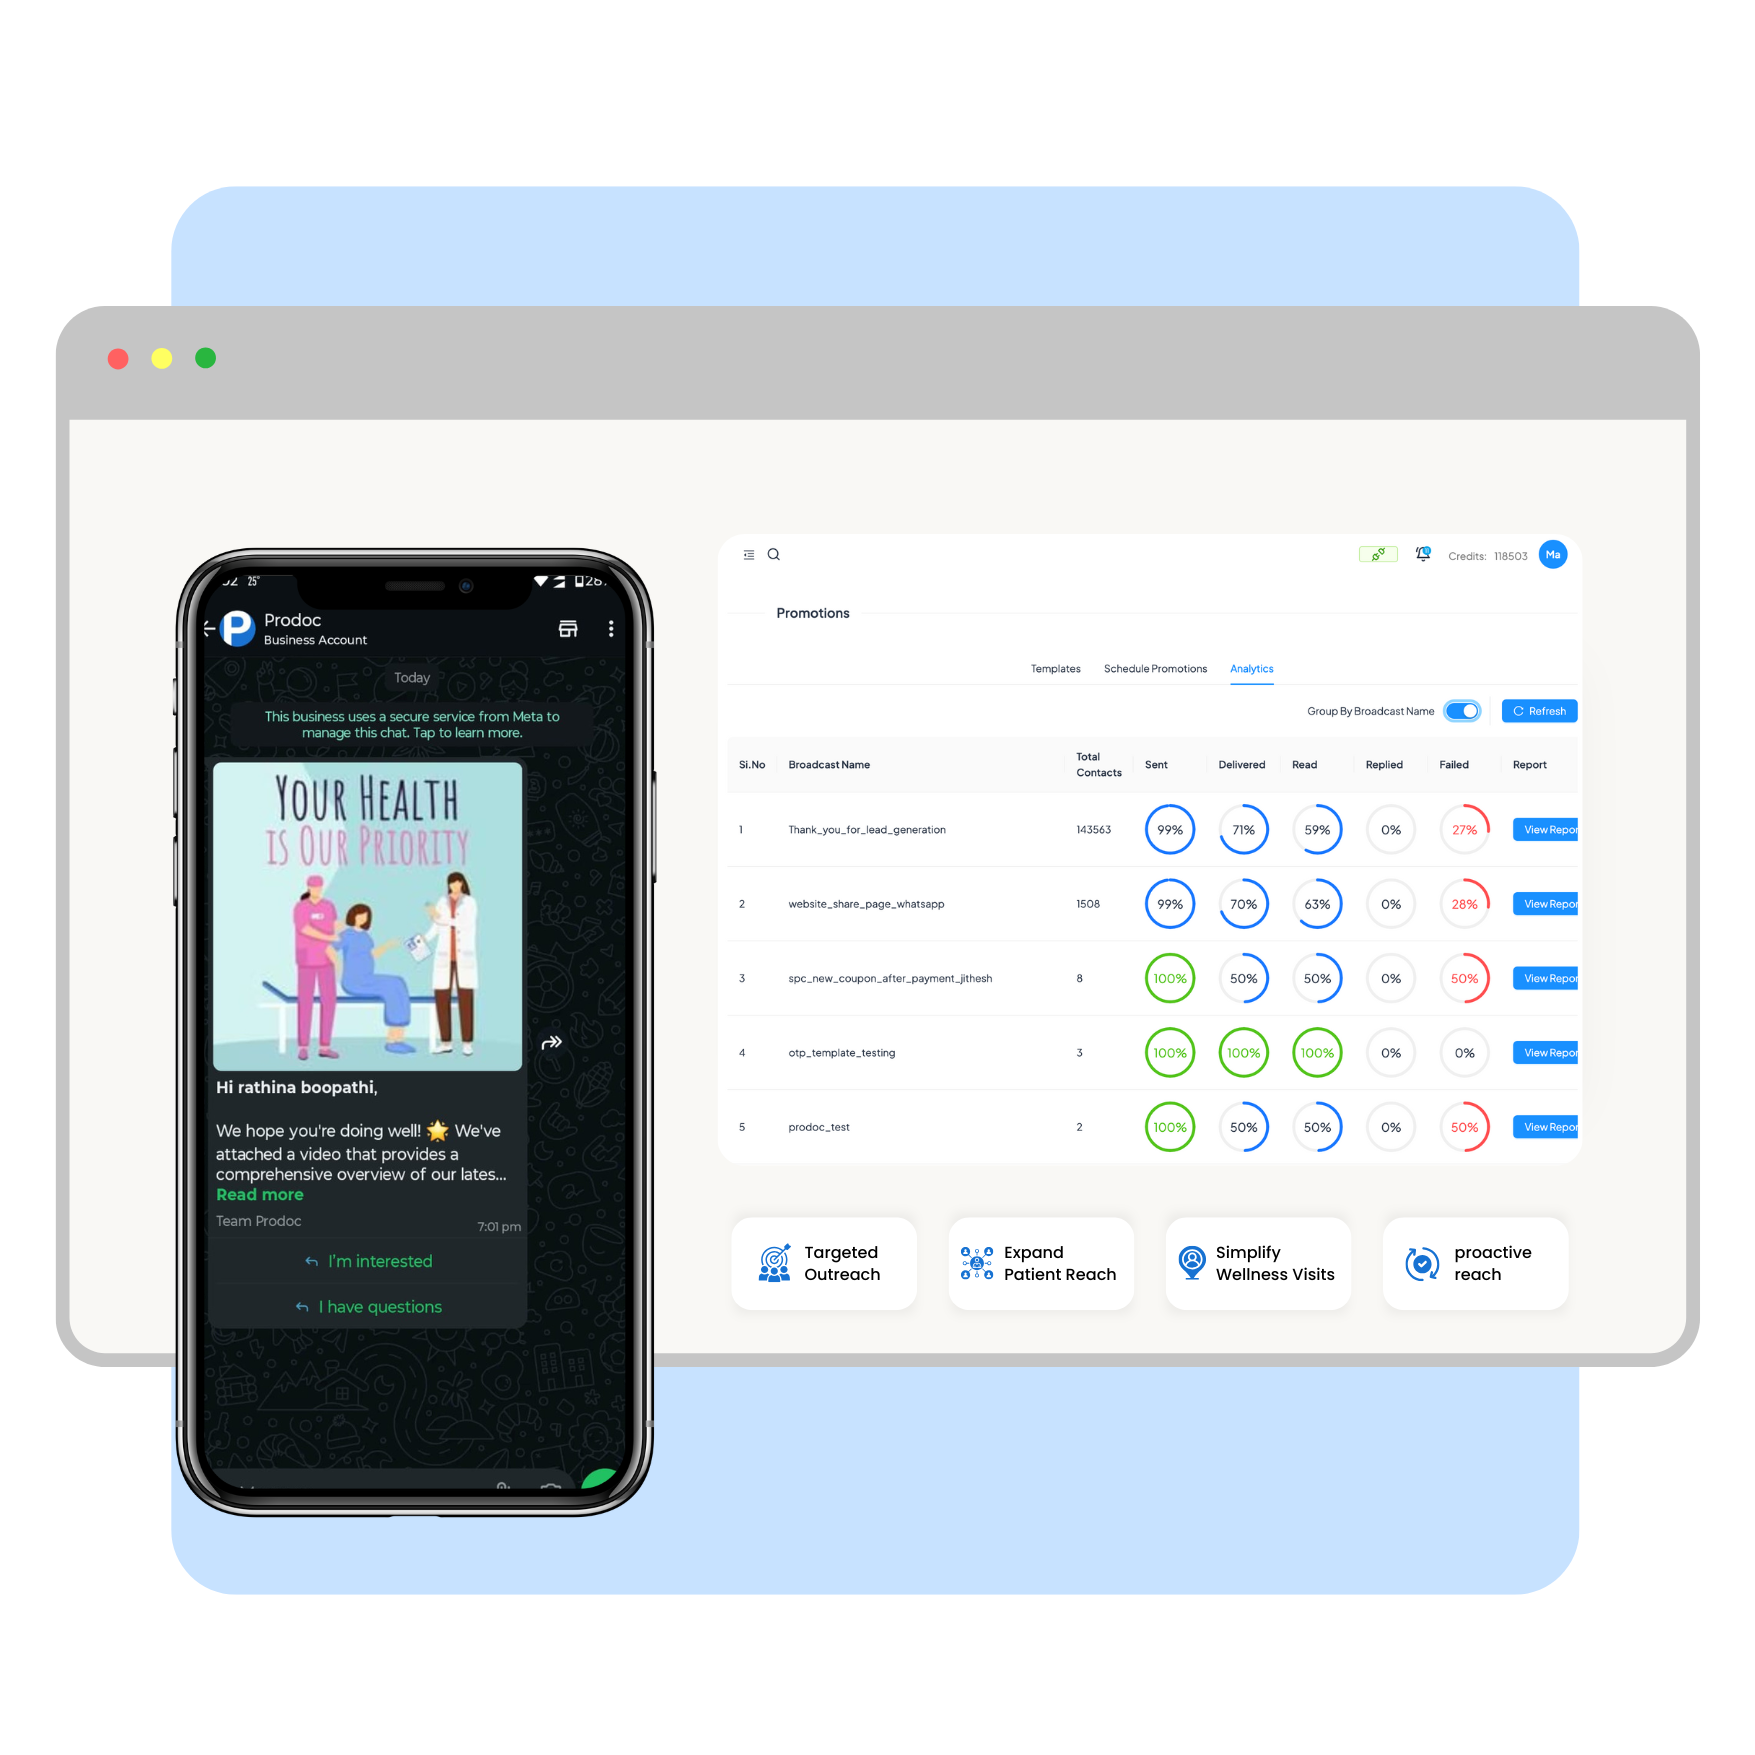 25°
Prodoc
Business Account
Today
This business uses a secure service from Meta to
manage this chat. Tap to learn more.
YOUR HEALTH
IS OUR PRIORITY
Hi rathina boopathi,
We hope you're doing well! 🌟 We've
attached a video that provides a
comprehensive overview of our lates...
Read more
Team Prodoc
7:01 pm
I'm interested
I have questions
Credits: 118503
Ma
Promotions
Templates Schedule Promotions Analytics
Group By Broadcast Name Refresh
Si.No Broadcast Name Total Contacts Sent Delivered Read Replied Failed Report
1 Thank_you_for_lead_generation 143563 99% 71% 59% 0% 27% View Repor
2 website_share_page_whatsapp 1508 99% 70% 63% 0% 28% View Repor
3 spc_new_coupon_after_payment_jithesh 8 100% 50% 50% 0% 50% View Repor
4 otp_template_testing 3 100% 100% 100% 0% 0% View Repor
5 prodoc_test 2 100% 50% 50% 0% 50% View Repor
Targeted
Outreach
Expand
Patient Reach
Simplify
Wellness Visits
proactive
reach